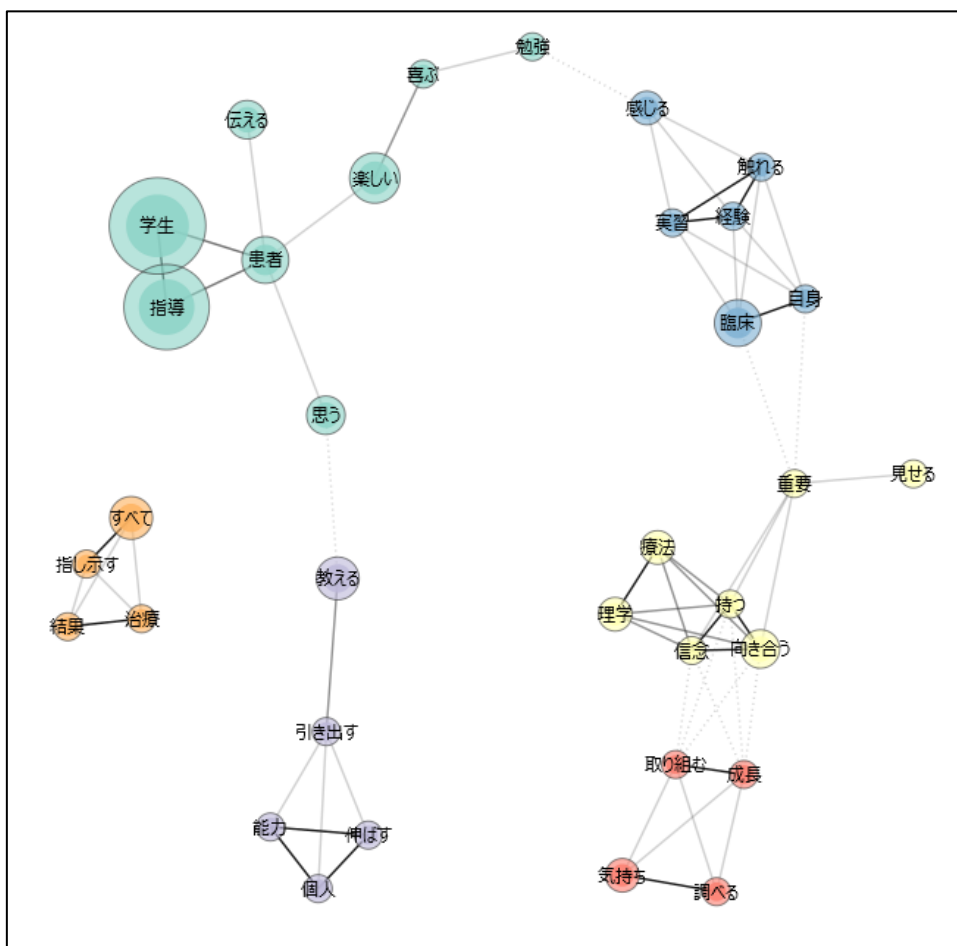 勉強
喜ぶ
感じる
伝える
触れる
楽しい
経験
実習
学生
患者
自身
指導
臨床
思う
見せる
重要
すべて
療法
指し示す
教える
持つ
理学
治療
結果
信念
向き合う
引き出す
取り組む
成長
能力
伸ばす
気持ち
個人
調べる